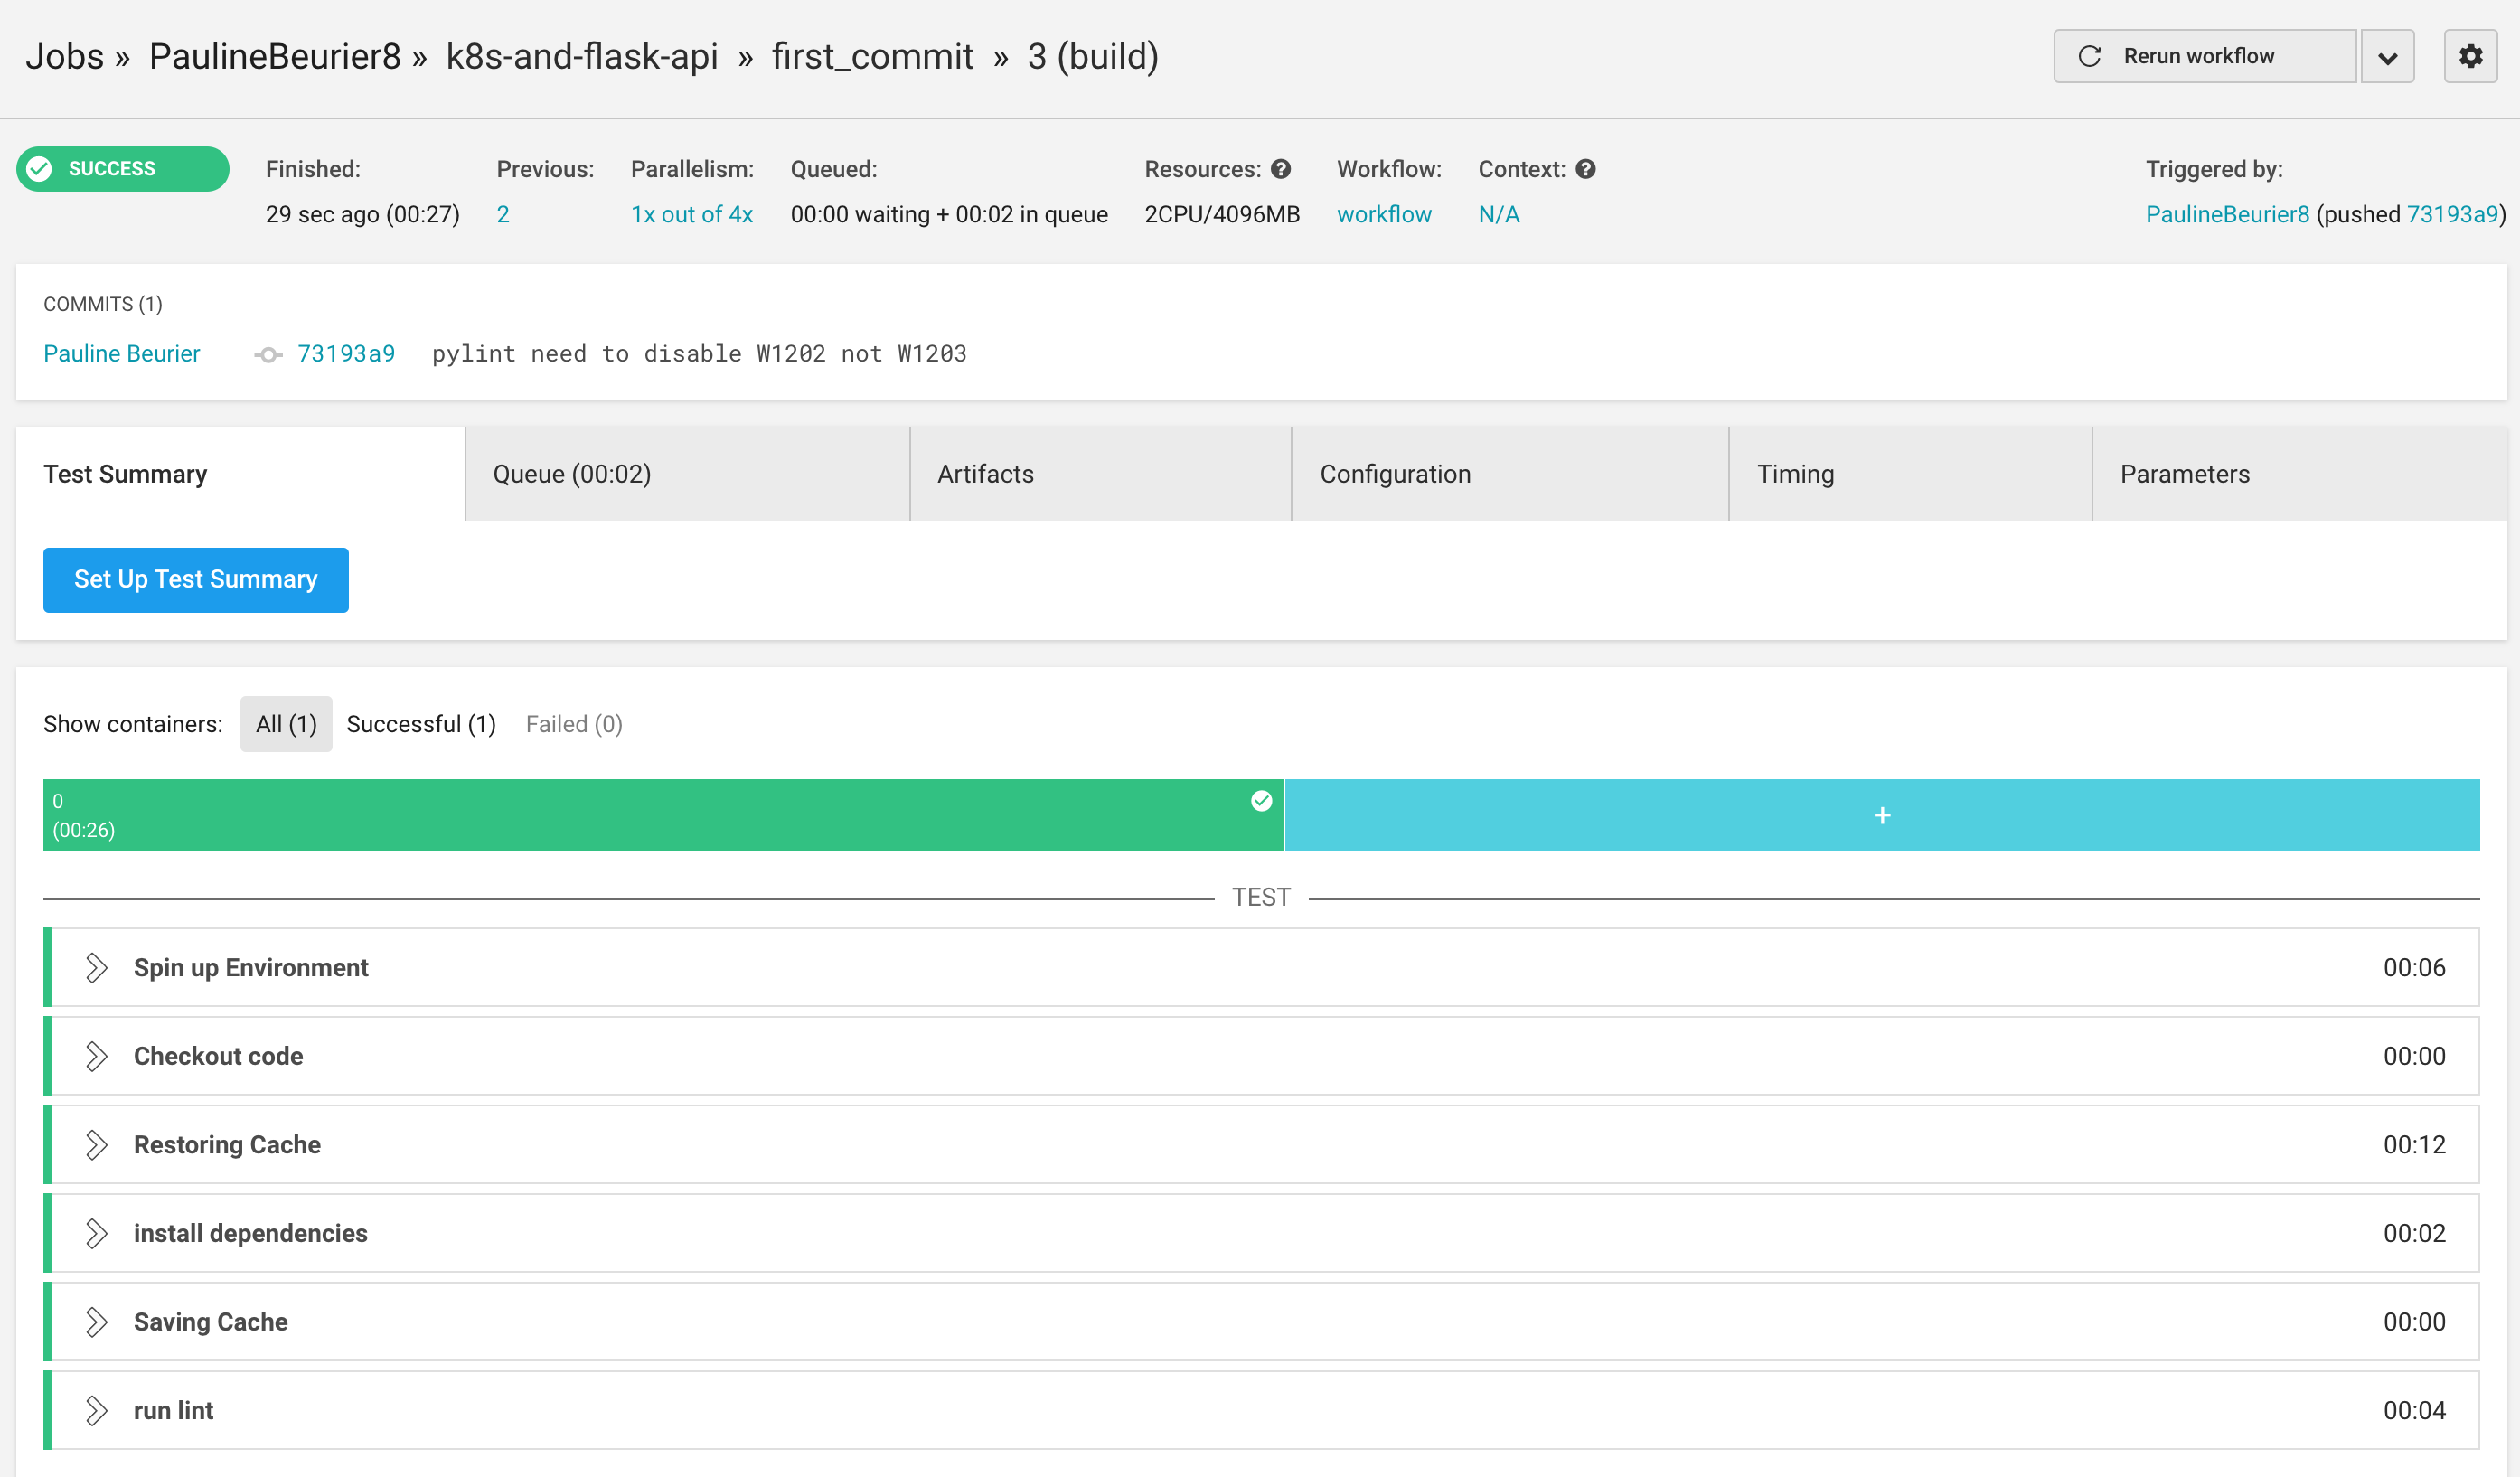 Jobs » PaulineBeurier8 » k8s-and-flask-api » first_commit » 3 (build)
Rerun workflow
SUCCESS
Finished:
29 sec ago (00:27)
Previous:
2
Parallelism:
1x out of 4x
Queued:
00:00 waiting + 00:02 in queue
Resources: ?
2CPU/4096MB
Workflow:
workflow
Context: ?
N/A
Triggered by:
PaulineBeurier8 (pushed 73193a9)
COMMITS (1)
Pauline Beurier 73193a9 pylint need to disable W1202 not W1203
Test Summary
Queue (00:02)
Artifacts
Configuration
Timing
Parameters
Set Up Test Summary
Show containers: All (1) Successful (1) Failed (0)
0
(00:26)
+
TEST
Spin up Environment 00:06
Checkout code 00:00
Restoring Cache 00:12
install dependencies 00:02
Saving Cache 00:00
run lint 00:04